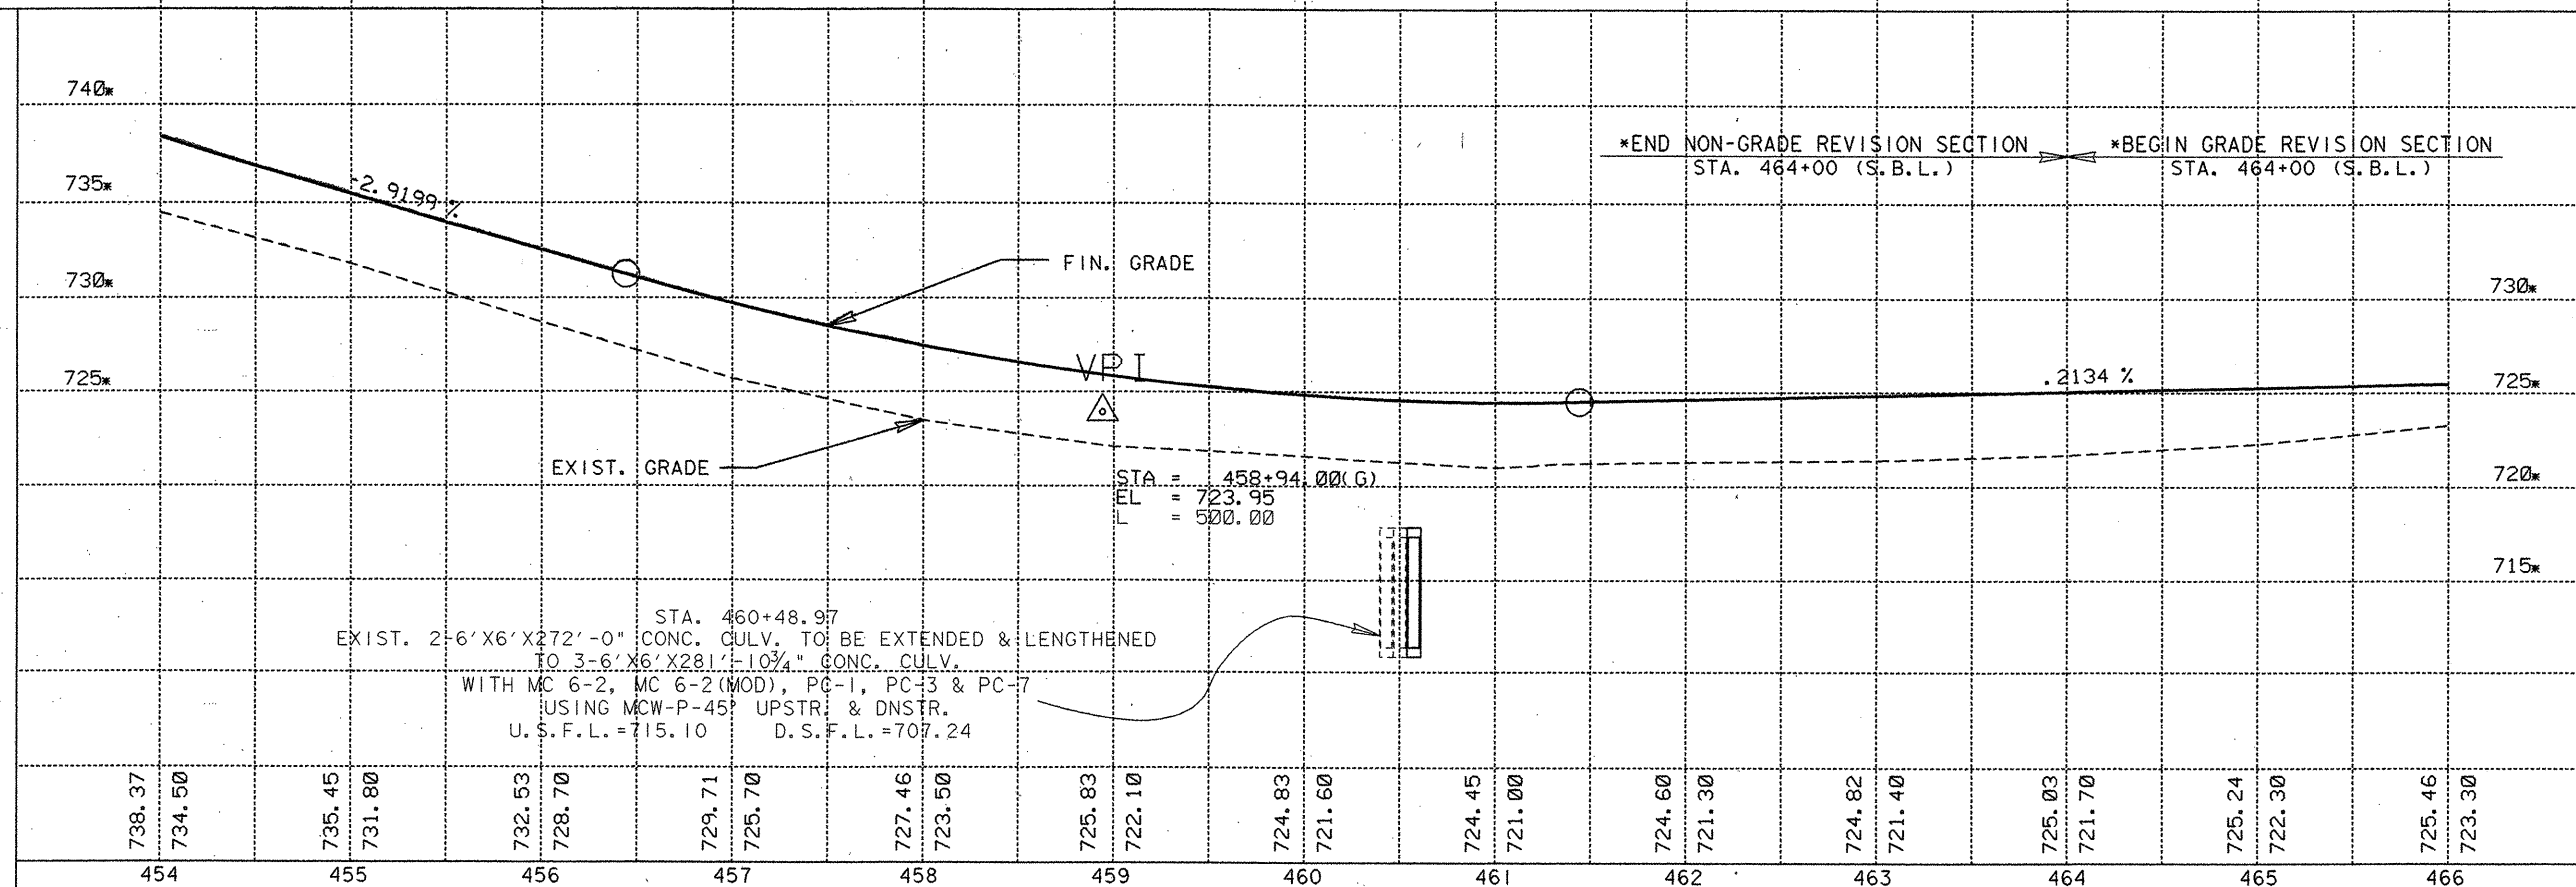 740*
*END NON-GRADE REVISION SECTION
STA. 464+00 (S.B.L.)
*BEGIN GRADE REVISION SECTION
STA. 464+00 (S.B.L.)
735*
-2.9199 %
FIN. GRADE
730*
730*
VPI
725*
.2134 %
725*
EXIST. GRADE
STA = 458+94.00(G)
EL = 723.95
L = 500.00
720*
715*
STA. 460+48.97
EXIST. 2-6'X6'X272'-0" CONC. CULV. TO BE EXTENDED & LENGTHENED
TO 3-6'X6'X281'-10¾" CONC. CULV.
WITH MC 6-2, MC 6-2(MOD), PC-1, PC-3 & PC-7
USING MCW-P-45° UPSTR. & DNSTR.
U.S.F.L.=715.10 D.S.F.L.=707.24
738.37
734.50
735.45
731.80
732.53
728.70
729.71
725.70
727.46
723.50
725.83
722.10
724.83
721.60
724.45
721.00
724.60
721.30
724.82
721.40
725.03
721.70
725.24
722.30
725.46
723.30
454 455 456 457 458 459 460 461 462 463 464 465 466